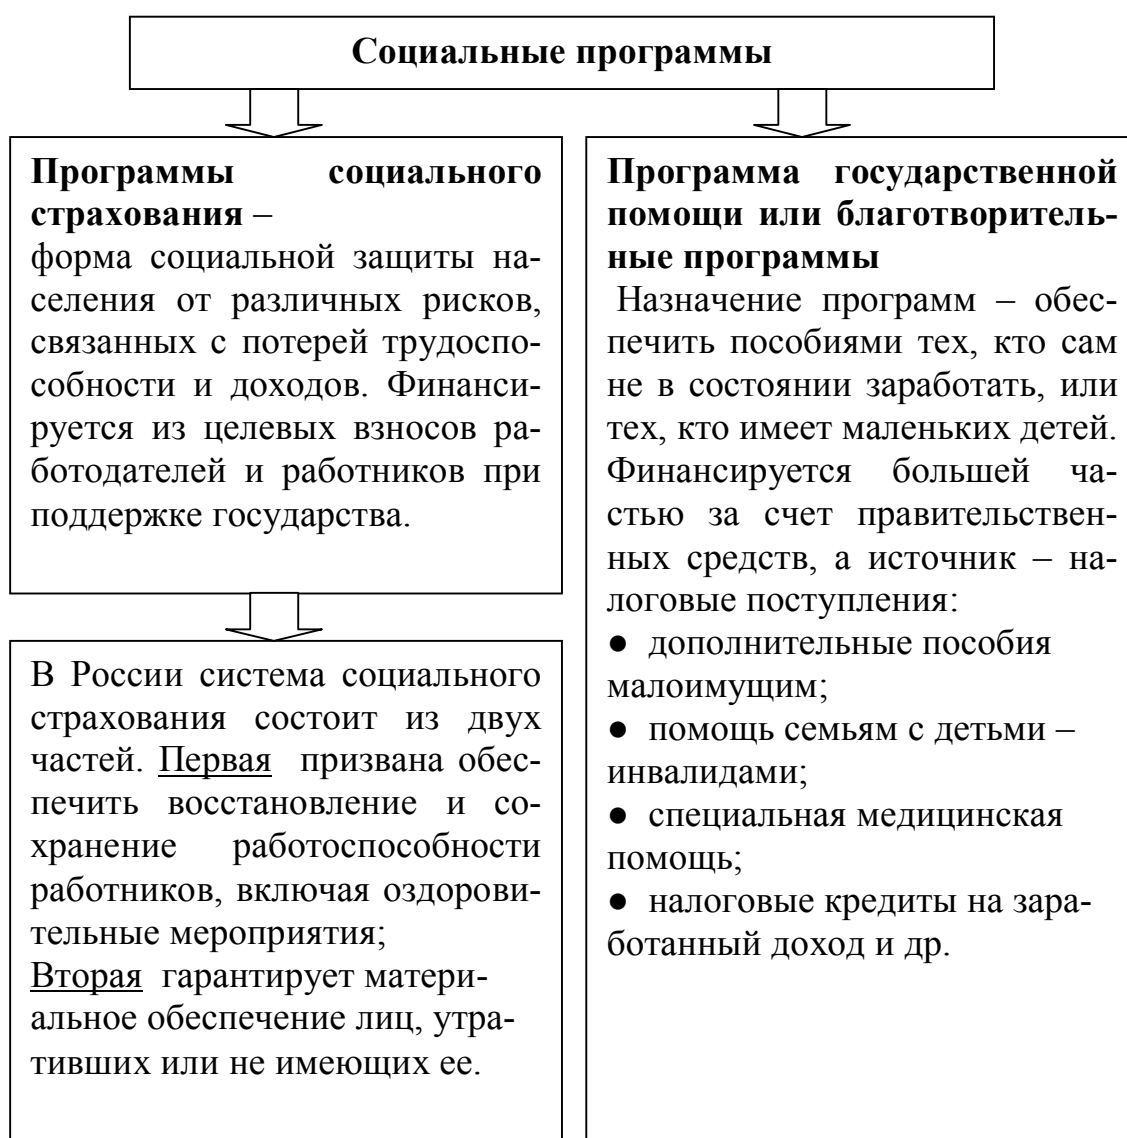 Социальные программы
Программы социального
страхования –
форма социальной защиты на-
селения от различных рисков,
связанных с потерей трудоспо-
собности и доходов. Финанси-
руется из целевых взносов ра-
ботодателей и работников при
поддержке государства.
В России система социального
страхования состоит из двух
частей. Первая призвана обес-
печить восстановление и со-
хранение работоспособности
работников, включая оздорови-
тельные мероприятия;
Вторая гарантирует матери-
альное обеспечение лиц, утра-
тивших или не имеющих ее.
Программа государственной
помощи или благотворитель-
ные программы
Назначение программ – обес-
печить пособиями тех, кто сам
не в состоянии заработать, или
тех, кто имеет маленьких детей.
Финансируется большей ча-
стью за счет правительствен-
ных средств, а источник – на-
логовые поступления:
● дополнительные пособия
малоимущим;
● помощь семьям с детьми –
инвалидами;
● специальная медицинская
помощь;
● налоговые кредиты на зара-
ботанный доход и др.